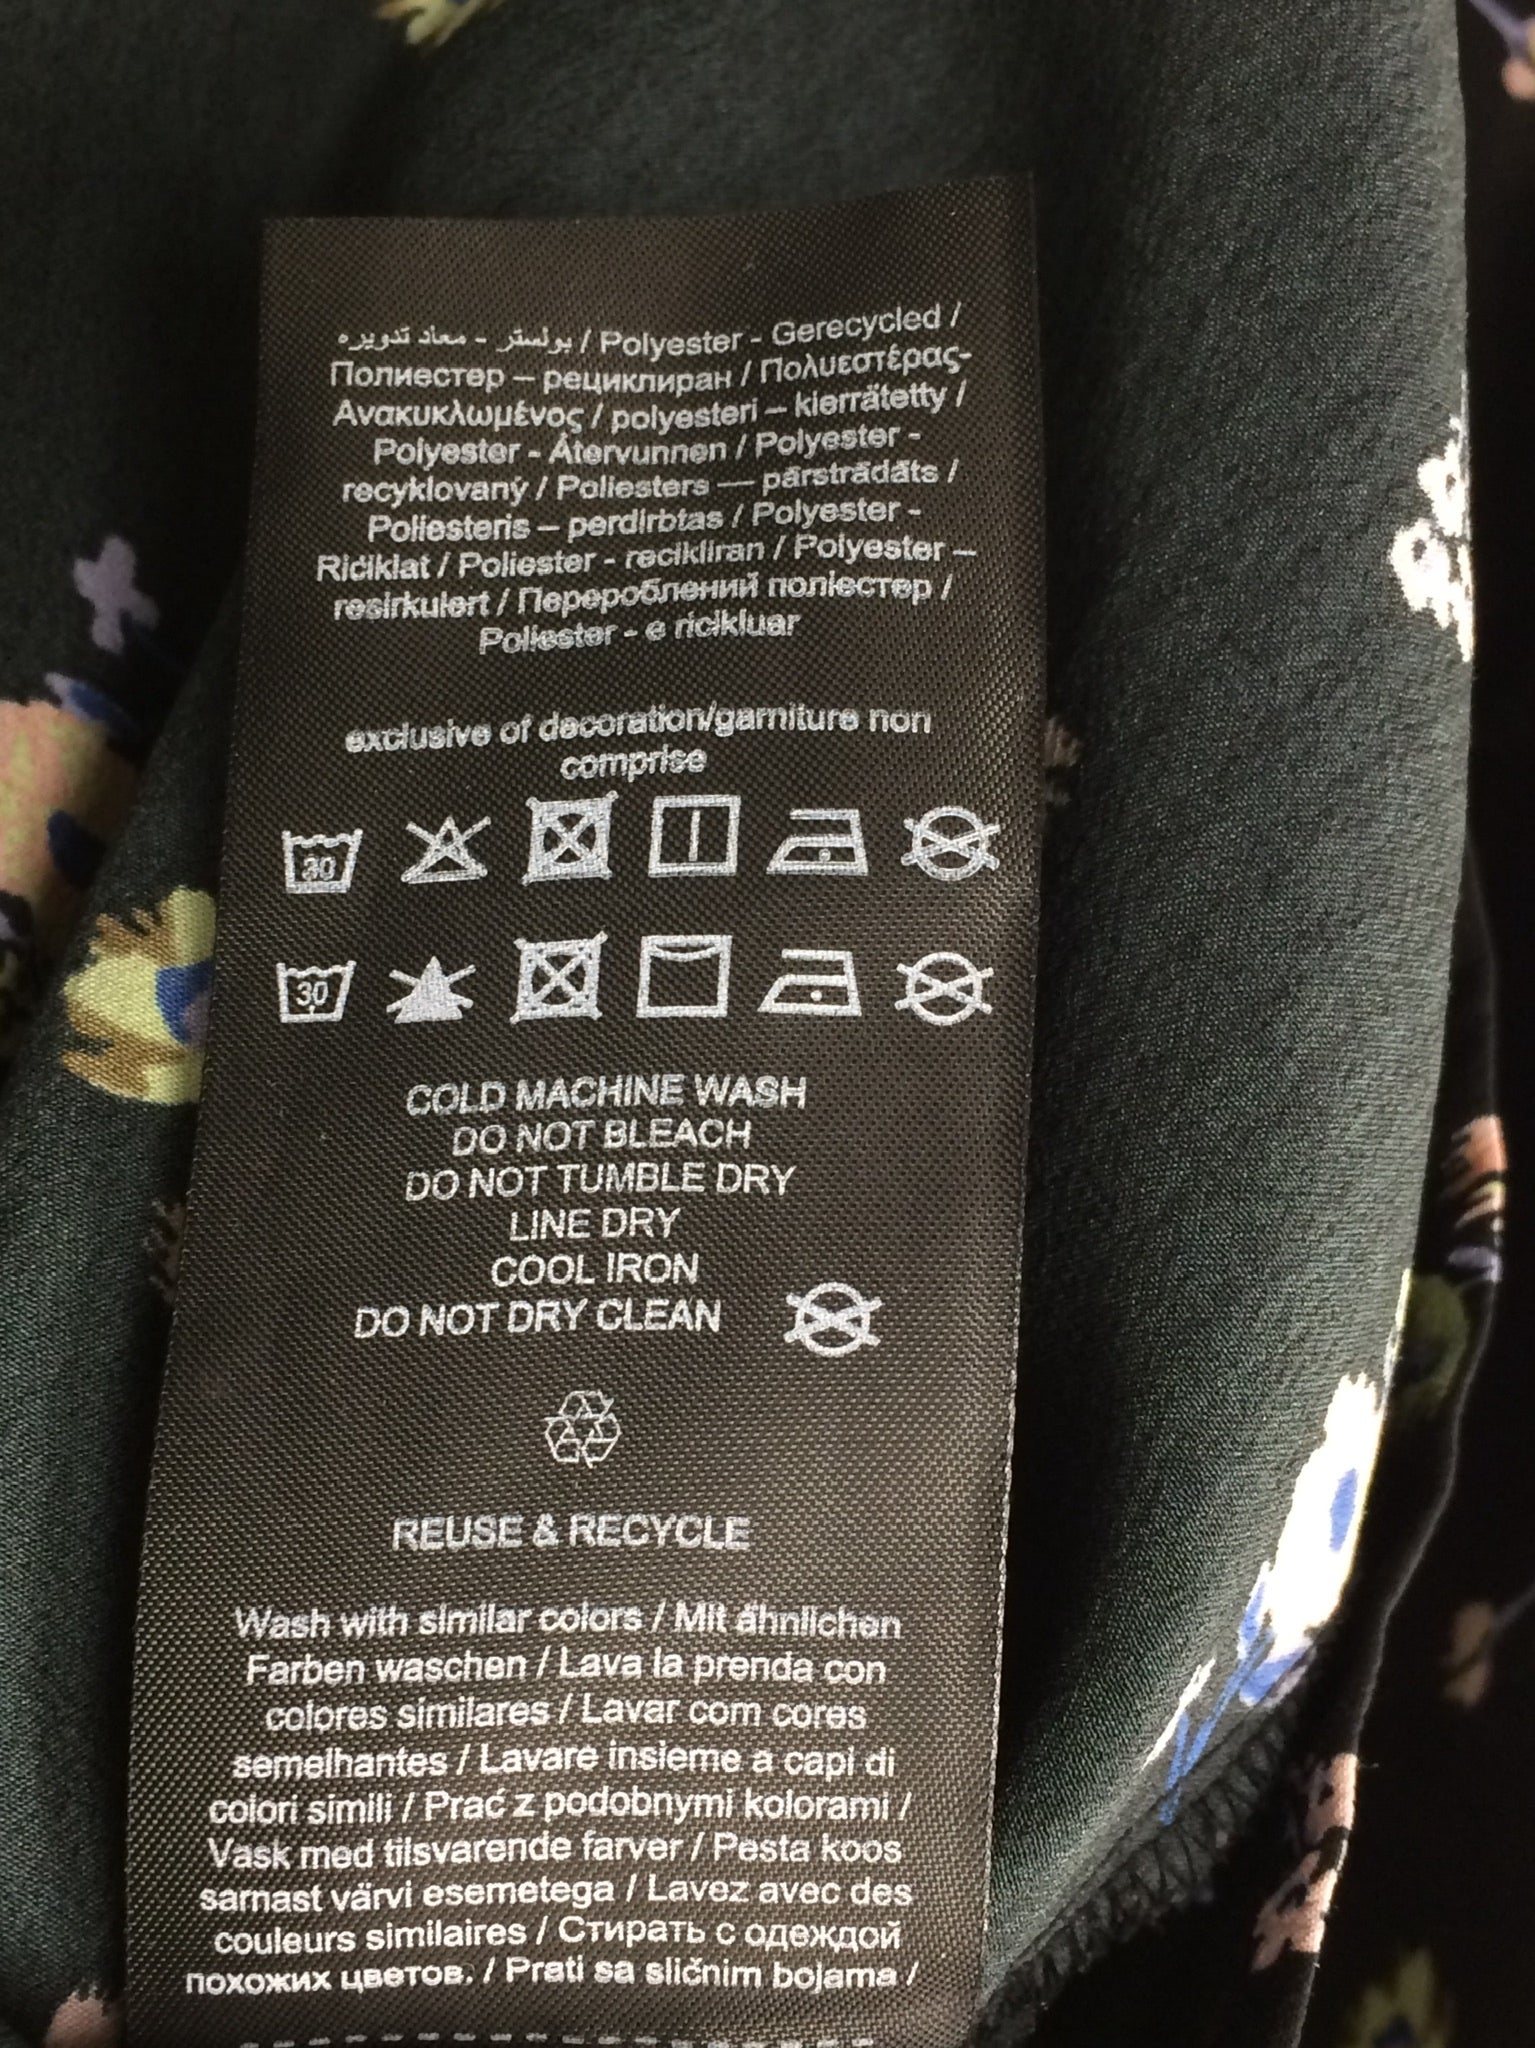 بولستر - معاد تدويره / Polyester - Gerecycled /
Полиестер – рециклиран / Πολυεστέρας-
Ανακυκλωμένος / polyesteri – kierrätetty /
Polyester - Återvunnen / Polyester -
recyklovaný / Poliesters — pārstrādāts /
Poliesteris – perdirbtas / Polyester -
Riciklat / Poliester - recikliran / Polyester –
resirkulert / Перероблений поліестер /
Poliester - e ricikluar
exclusive of decoration/garniture non
comprise
30
30
COLD MACHINE WASH
DO NOT BLEACH
DO NOT TUMBLE DRY
LINE DRY
COOL IRON
DO NOT DRY CLEAN
REUSE & RECYCLE
Wash with similar colors / Mit ähnlichen
Farben waschen / Lava la prenda con
colores similares / Lavar com cores
semelhantes / Lavare insieme a capi di
colori simili / Prać z podobnymi kolorami /
Vask med tilsvarende farver / Pesta koos
sarnast värvi esemetega / Lavez avec des
couleurs similaires / Стирать с одеждой
похожих цветов. / Prati sa sličnim bojama /